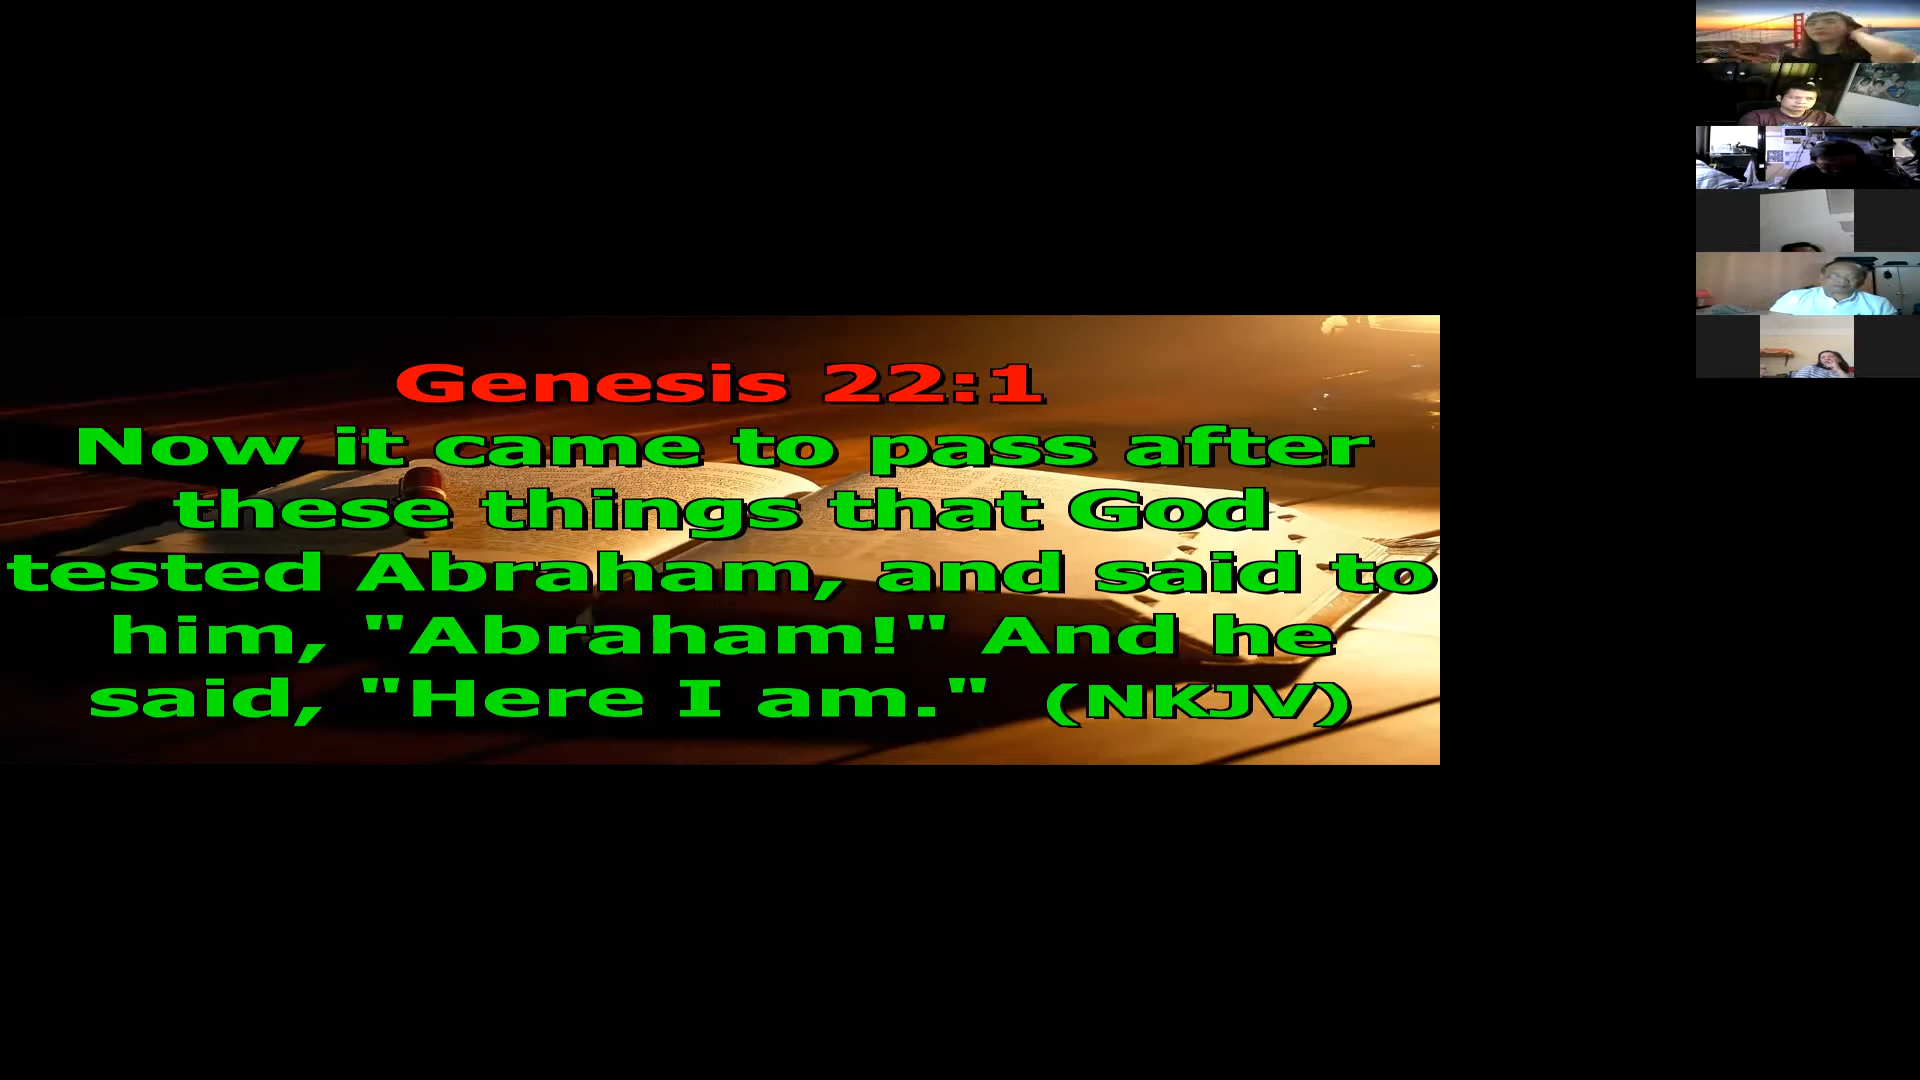 Genesis 22:1
Now it came to pass after
these things that God
tested Abraham, and said to
him, "Abraham!" And he
said, "Here I am." (NKJV)